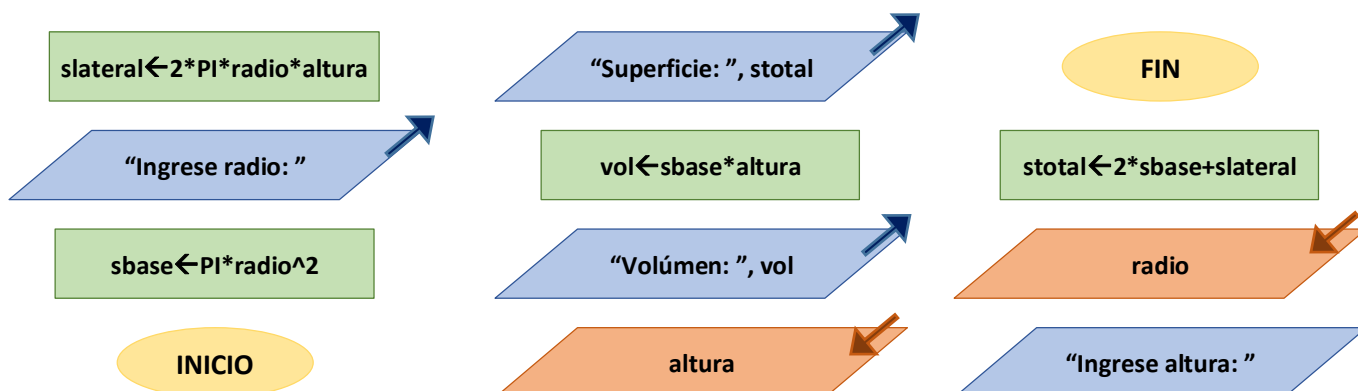 slateral←2*PI*radio*altura
“Ingrese radio: ”
sbase←PI*radio^2
INICIO
“Superficie: ”, stotal
vol←sbase*altura
“Volúmen: ”, vol
altura
FIN
stotal←2*sbase+slateral
radio
“Ingrese altura: ”